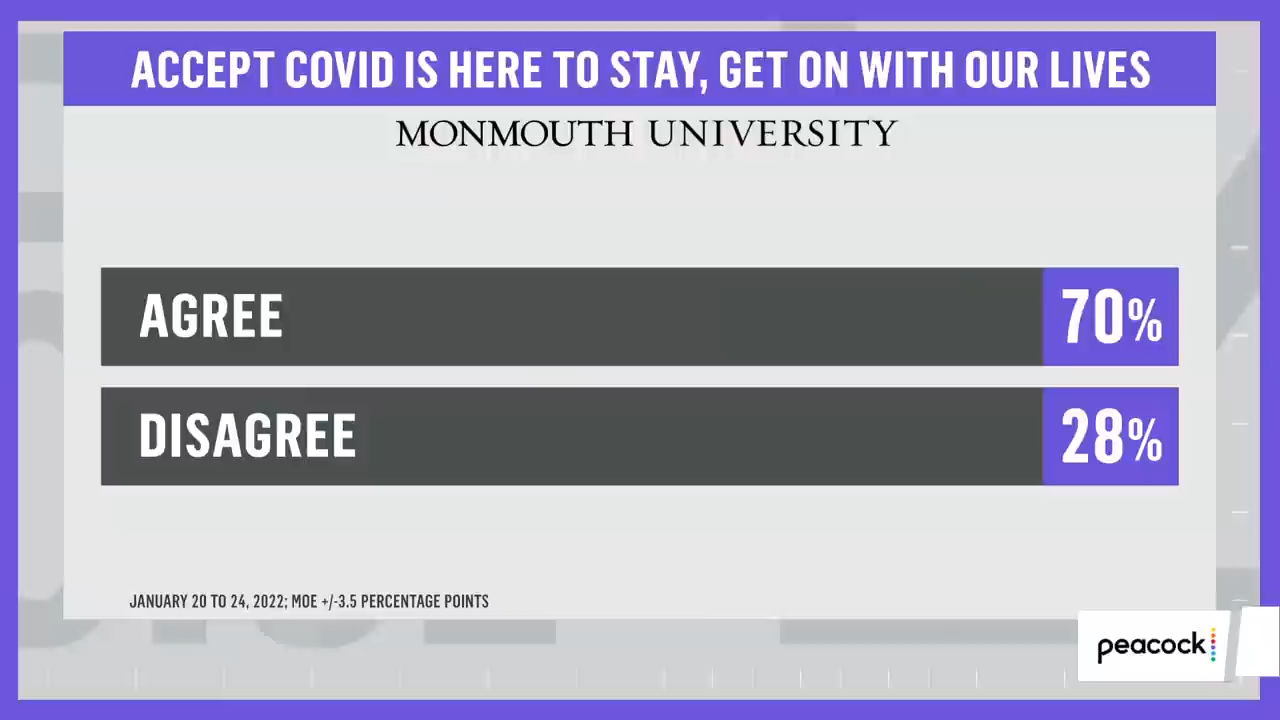 ACCEPT COVID IS HERE TO STAY, GET ON WITH OUR LIVES
MONMOUTH UNIVERSITY
AGREE 70%
DISAGREE 28%
JANUARY 20 TO 24, 2022; MOE +/-3.5 PERCENTAGE POINTS
peacock